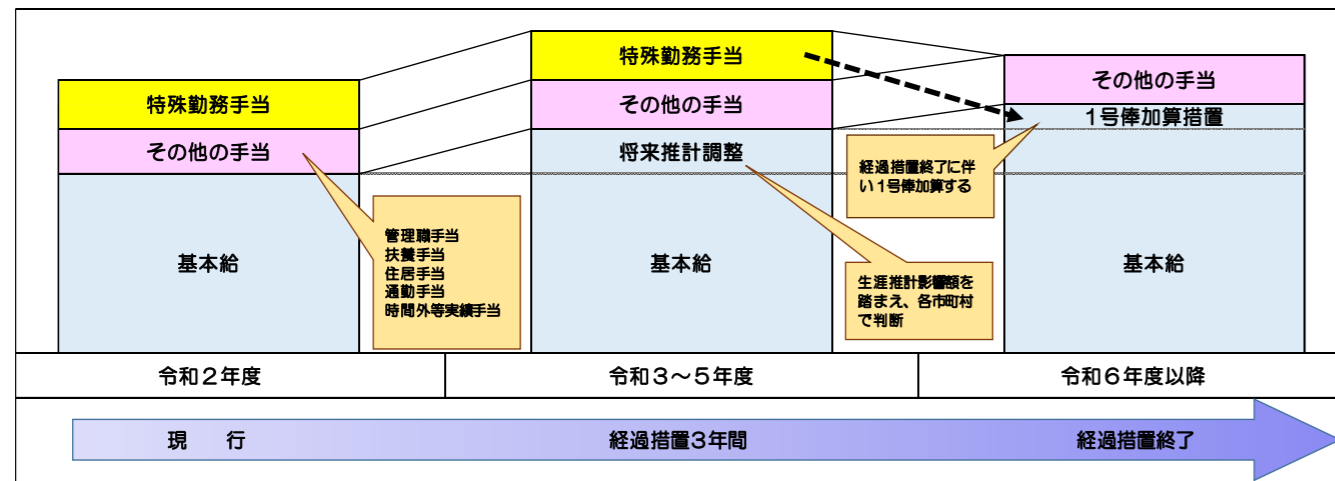 特殊勤務手当
その他の手当
基本給
管理職手当
扶養手当
住居手当
通勤手当
時間外等実績手当
特殊勤務手当
その他の手当
将来推計調整
基本給
生涯推計影響額を
踏まえ、各市町村
で判断
経過措置終了に伴
い1号俸加算する
その他の手当
1号俸加算措置
基本給
令和2年度
令和3～5年度
令和6年度以降
現　行
経過措置3年間
経過措置終了